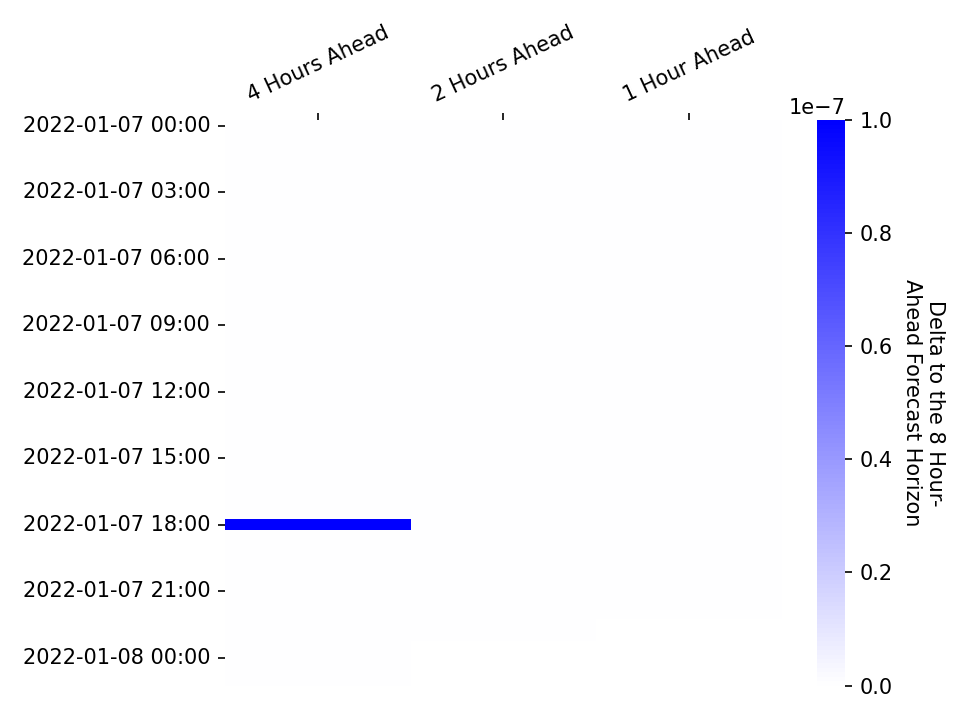 4 Hours Ahead
2 Hours Ahead
1 Hour Ahead
2022-01-07 00:00
2022-01-07 03:00
2022-01-07 06:00
2022-01-07 09:00
2022-01-07 12:00
2022-01-07 15:00
2022-01-07 18:00
2022-01-07 21:00
2022-01-08 00:00
1e−7
1.0
0.8
0.6
0.4
0.2
0.0
Delta to the 8 Hour-
Ahead Forecast Horizon